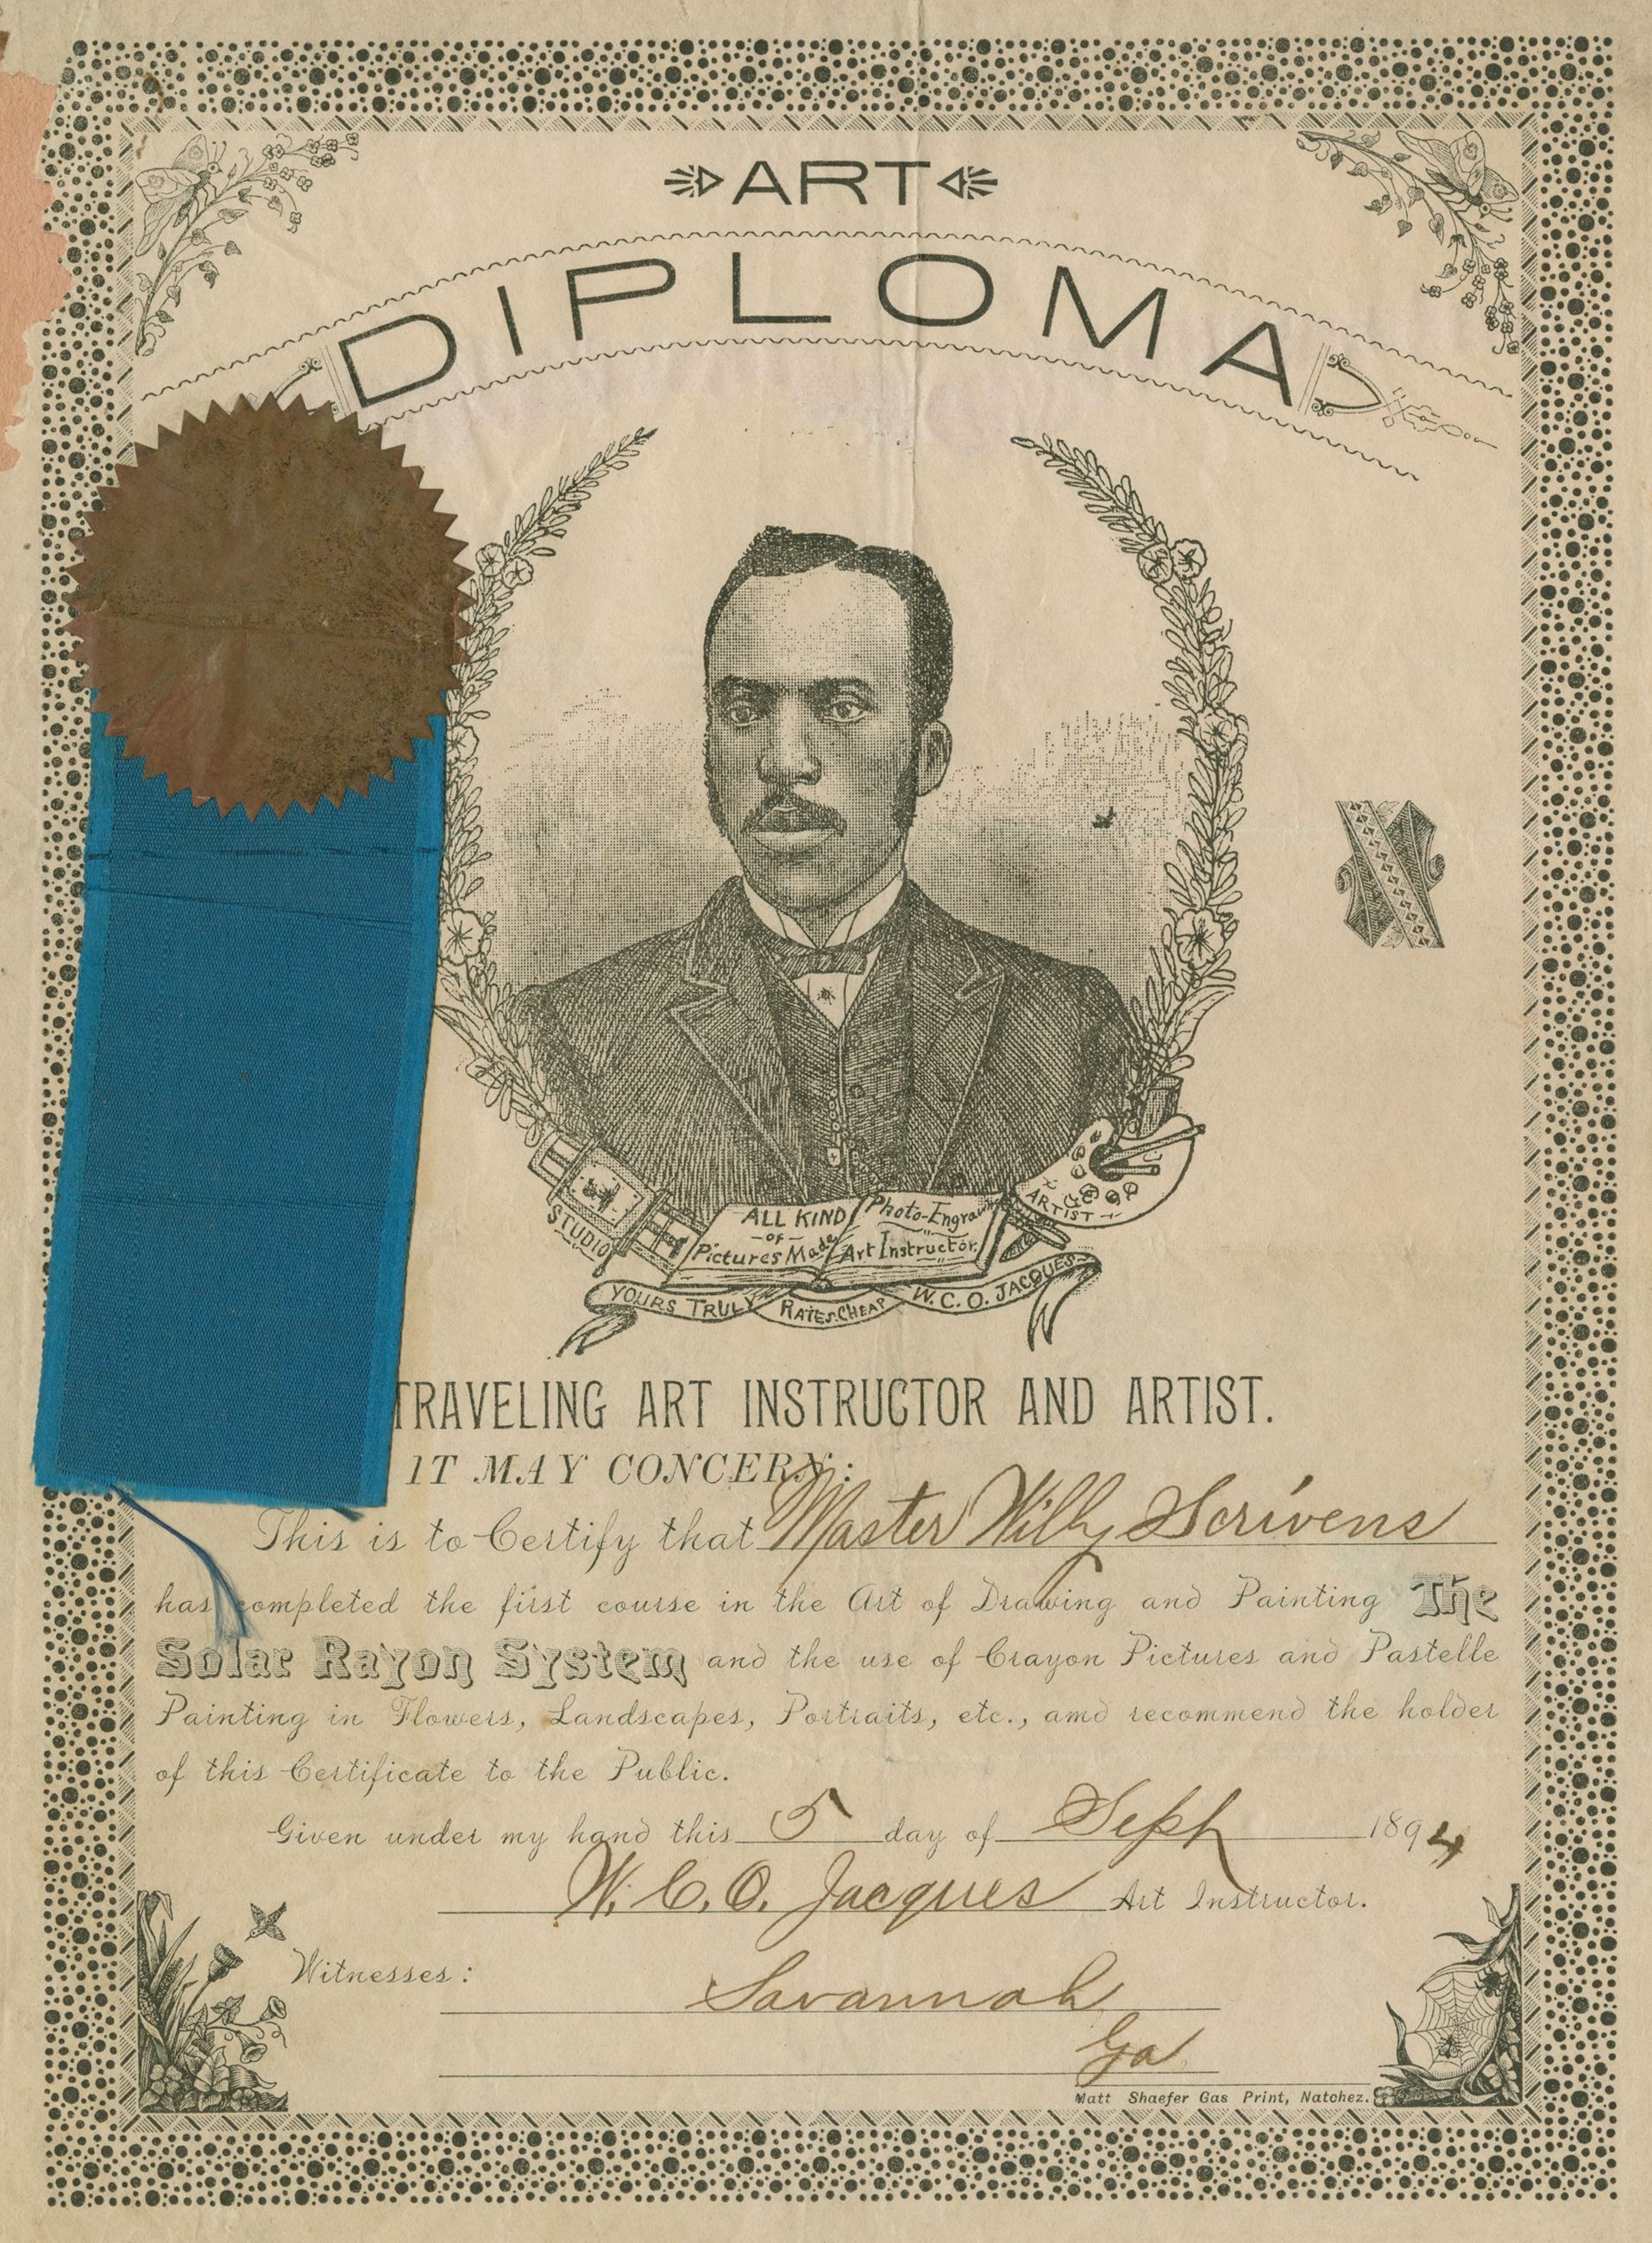 ART
DIPLOMA
STUDIO
ALL KIND
-OF-
Pictures Made
Photo-Engraving
Art Instructor.
ARTIST
YOURS TRULY RATES CHEAP W. C. O. JACQUES
TRAVELING ART INSTRUCTOR AND ARTIST.
IT MAY CONCERN:
This is to Certify that Master Willy Scrivens
has completed the first course in the Art of Drawing and Painting The
Solar Rayon System and the use of Crayon Pictures and Pastelle
Painting in Flowers, Landscapes, Portraits, etc., amd recommend the holder
of this Certificate to the Public.
Given under my hand this 5 day of Sept 1894
W. C. O. Jacques Art Instructor.
Witnesses:
Savannah
Ga
Matt Shaefer Gas Print, Natchez.